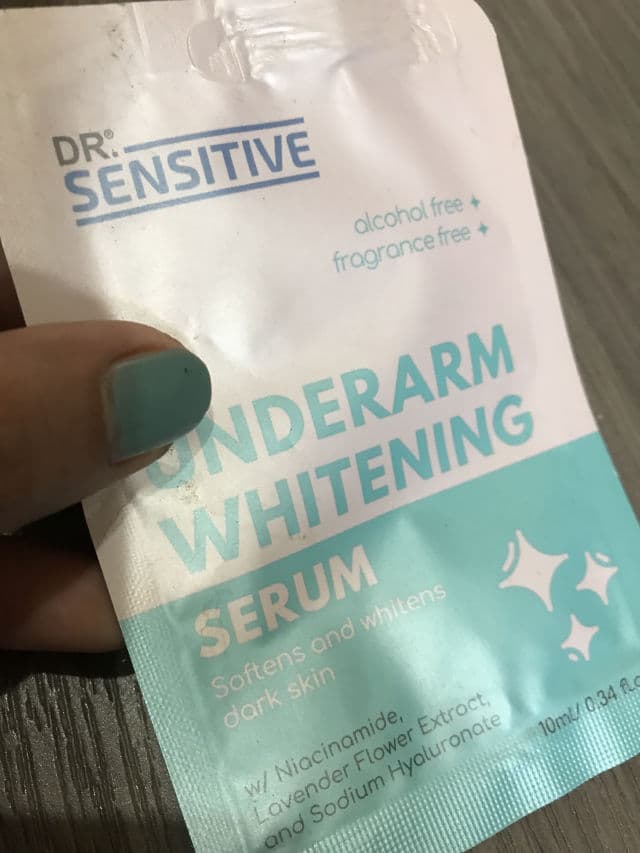 DR.®
SENSITIVE
alcohol free
fragrance free
UNDERARM
WHITENING
SERUM
Softens and whitens
dark skin
w/ Niacinamide,
Lavender Flower Extract,
and Sodium Hyaluronate
10ml/ 0.34 fl.o